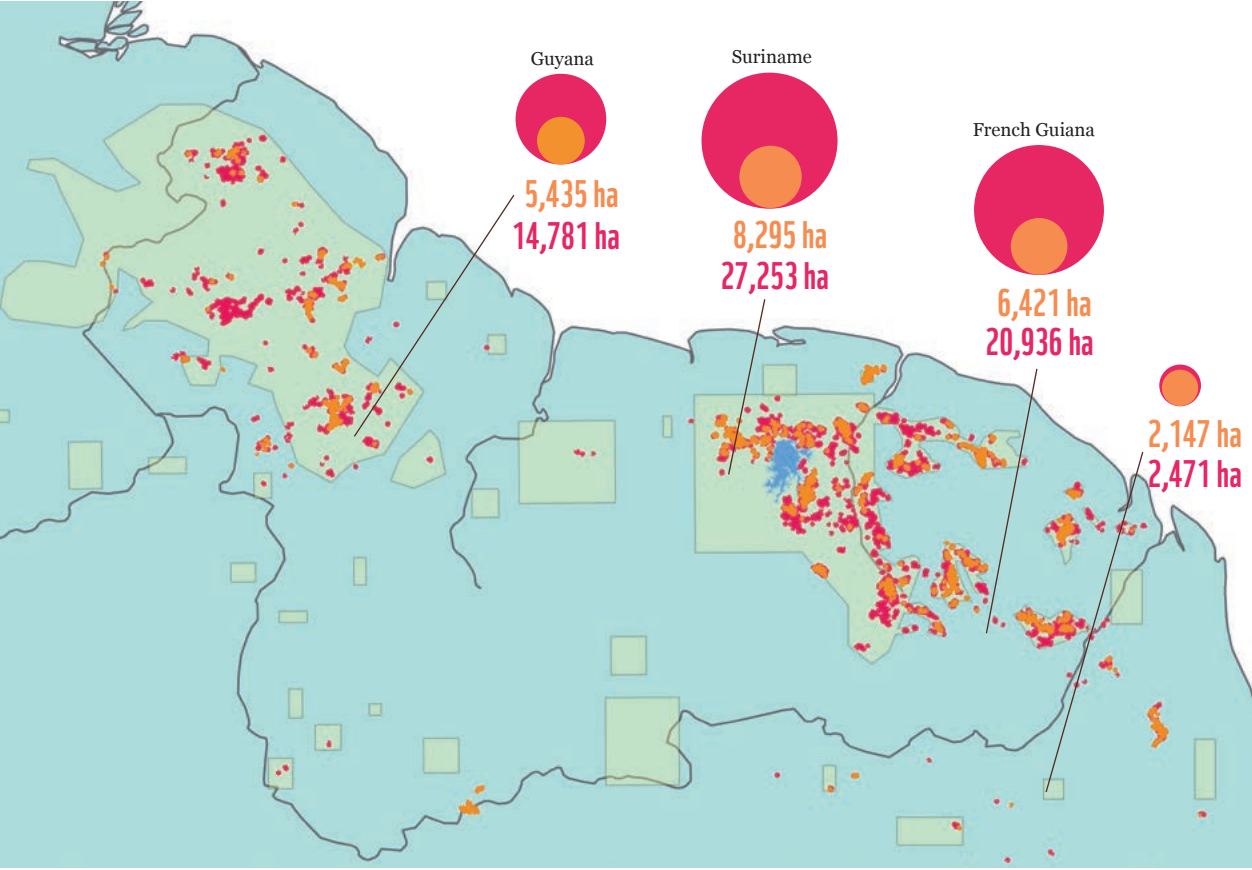 Guyana
5,435 ha
14,781 ha
Suriname
8,295 ha
27,253 ha
French Guiana
6,421 ha
20,936 ha
2,147 ha
2,471 ha